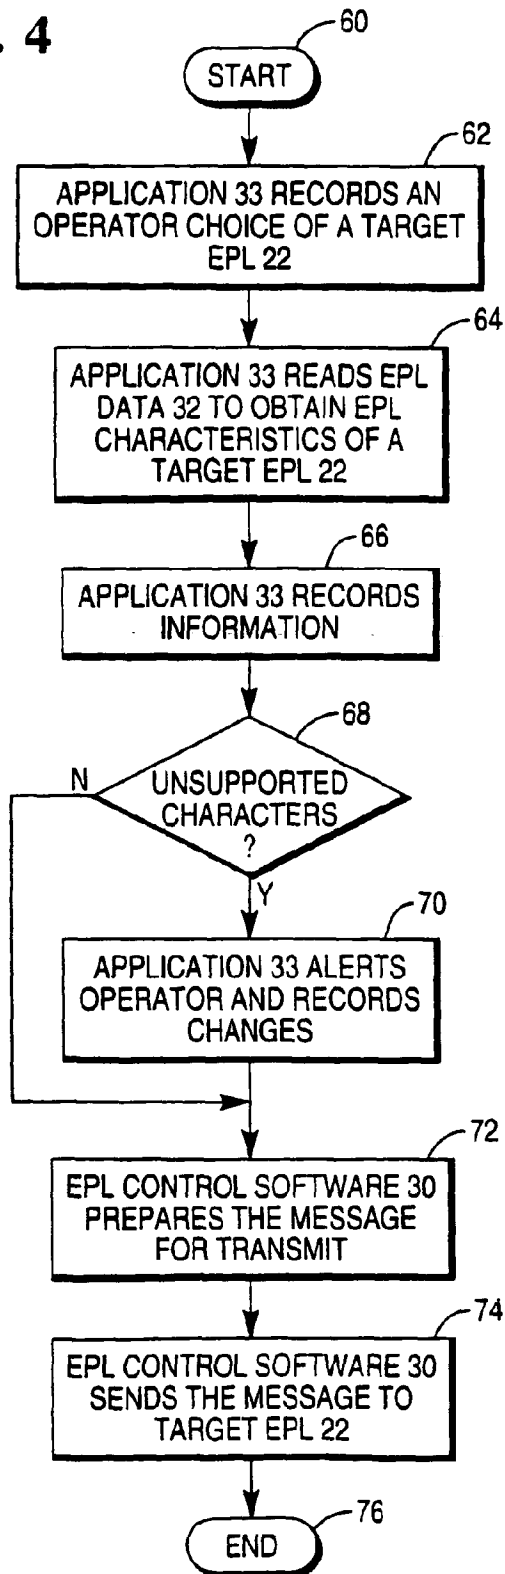 . 4
60
START
62
APPLICATION 33 RECORDS AN
OPERATOR CHOICE OF A TARGET
EPL 22
64
APPLICATION 33 READS EPL
DATA 32 TO OBTAIN EPL
CHARACTERISTICS OF A
TARGET EPL 22
66
APPLICATION 33 RECORDS
INFORMATION
68
N
UNSUPPORTED
CHARACTERS
?
Y
70
APPLICATION 33 ALERTS
OPERATOR AND RECORDS
CHANGES
72
EPL CONTROL SOFTWARE 30
PREPARES THE MESSAGE
FOR TRANSMIT
74
EPL CONTROL SOFTWARE 30
SENDS THE MESSAGE TO
TARGET EPL 22
76
END